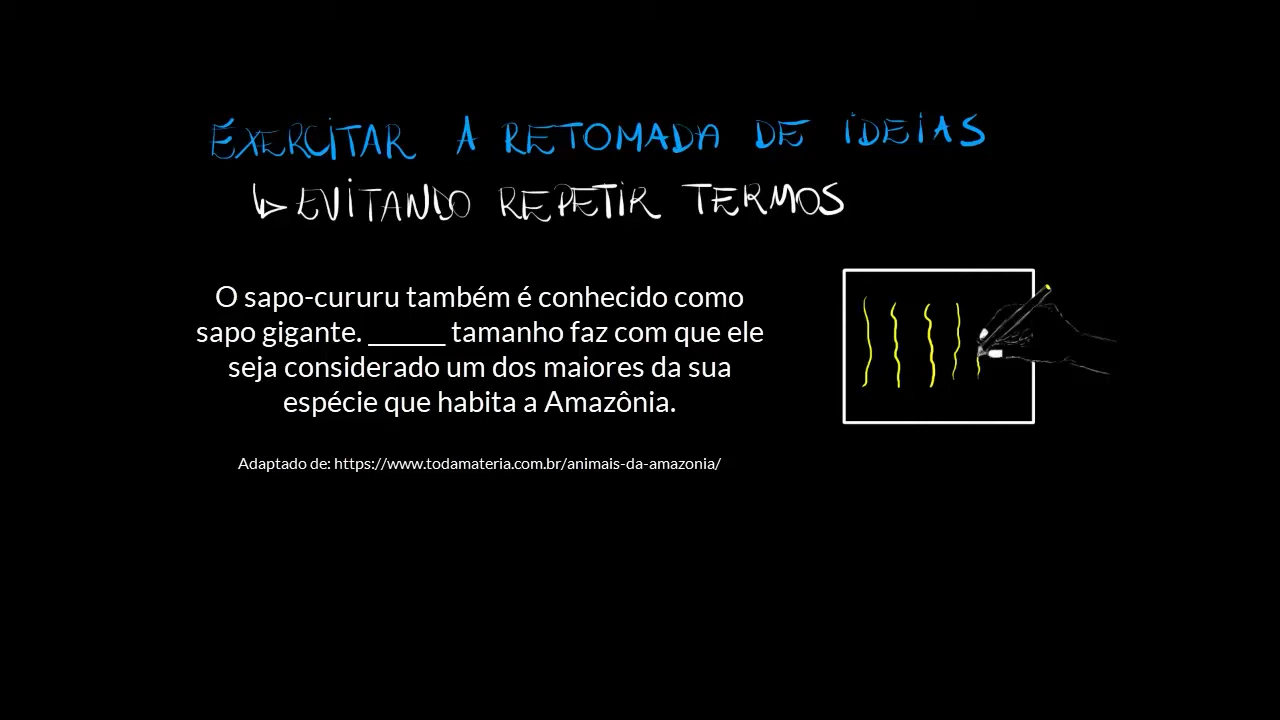 EXERCITAR A RETOMADA DE IDEIAS
↳ EVITANDO REPETIR TERMOS
O sapo-cururu também é conhecido como
sapo gigante. ______ tamanho faz com que ele
seja considerado um dos maiores da sua
espécie que habita a Amazônia.
Adaptado de: https://www.todamateria.com.br/animais-da-amazonia/